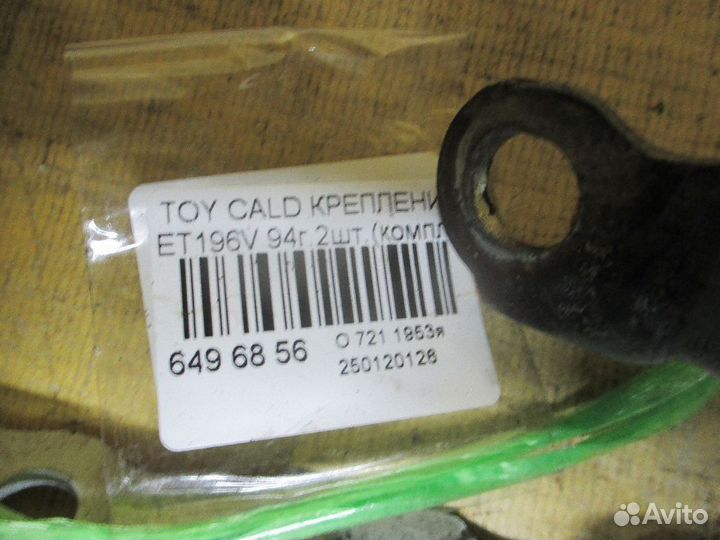 TOY CALD КРЕПЛЕНИ
ET196V 94г.2шт.(компл
649 68 56
О 721 1953я
250120128
Avito